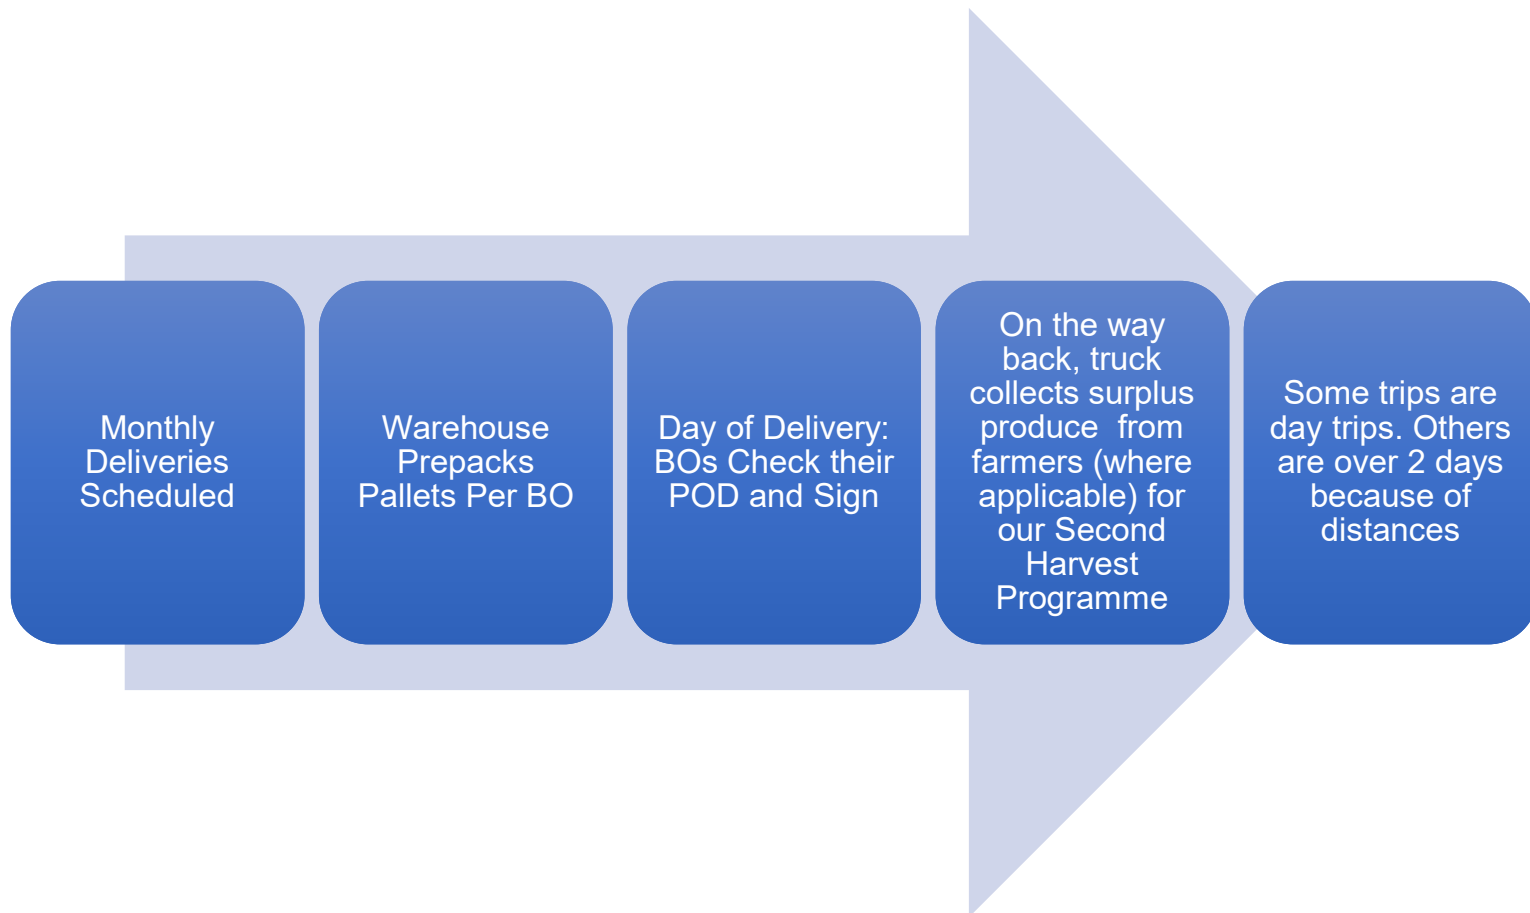 Monthly
Deliveries
Scheduled
Warehouse
Prepacks
Pallets Per BO
Day of Delivery:
BOs Check their
POD and Sign
On the way
back, truck
collects surplus
produce  from
farmers (where
applicable) for
our Second
Harvest
Programme
Some trips are
day trips. Others
are over 2 days
because of
distances